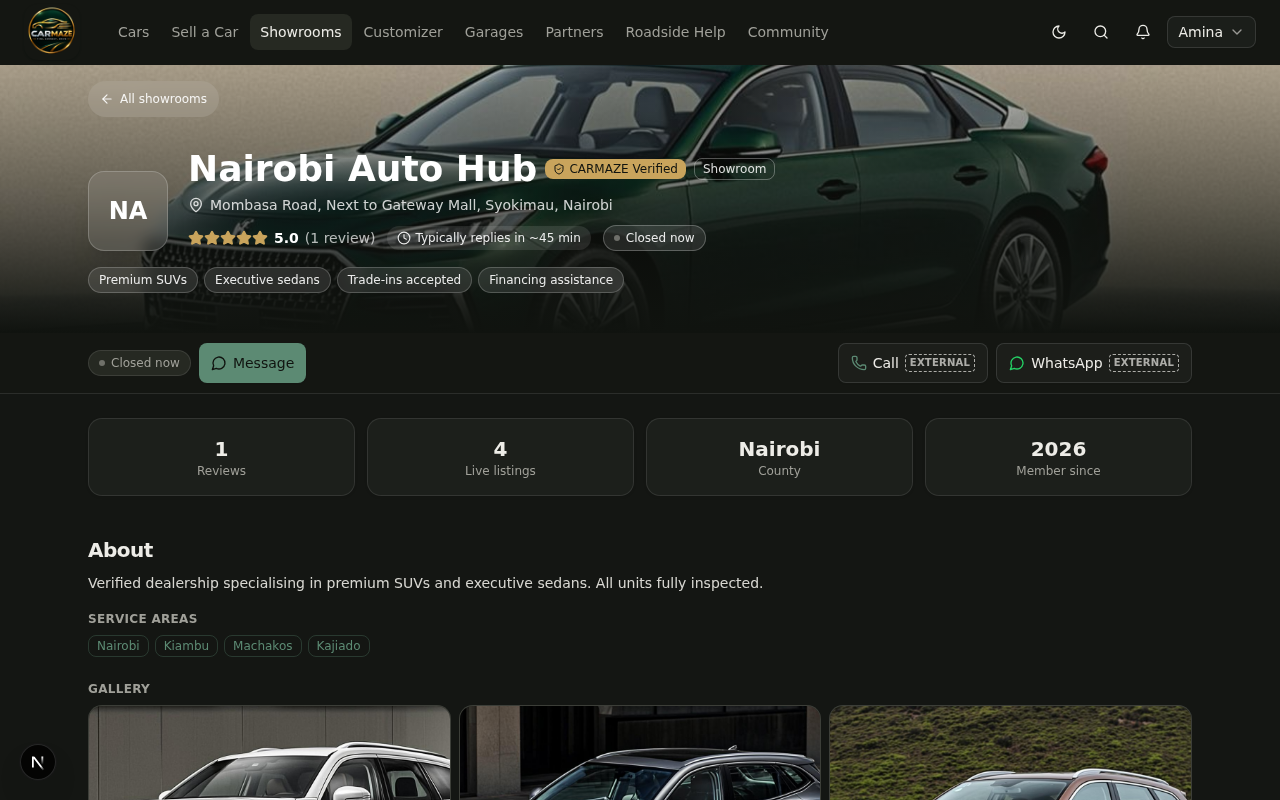 CARMAZE
Cars Sell a Car Showrooms Customizer Garages Partners Roadside Help Community Amina
All showrooms
Nairobi Auto Hub CARMAZE Verified Showroom
NA
Mombasa Road, Next to Gateway Mall, Syokimau, Nairobi
5.0 (1 review) Typically replies in ~45 min Closed now
Premium SUVs Executive sedans Trade-ins accepted Financing assistance
Closed now Message Call EXTERNAL WhatsApp EXTERNAL
1 4 Nairobi 2026
Reviews Live listings County Member since
About
Verified dealership specialising in premium SUVs and executive sedans. All units fully inspected.
SERVICE AREAS
Nairobi Kiambu Machakos Kajiado
GALLERY
N